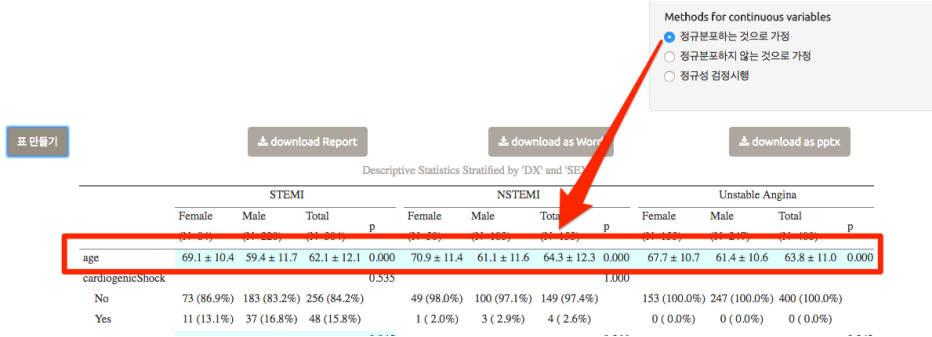 Methods for continuous variables
정규분포하는 것으로 가정
정규분포하지 않는 것으로 가정
정규성 검정시행
표 만들기 download Report download as Word download as pptx
Descriptive Statistics Stratified by 'DX' and 'SEX'
STEMI NSTEMI Unstable Angina
Female Male Total Female Male Total Female Male Total
p p p
age 69.1 ± 10.4 59.4 ± 11.7 62.1 ± 12.1 0.000 70.9 ± 11.4 61.1 ± 11.6 64.3 ± 12.3 0.000 67.7 ± 10.7 61.4 ± 10.6 63.8 ± 11.0 0.000
cardiogenicShock 0.535 1.000
No 73 (86.9%) 183 (83.2%) 256 (84.2%) 49 (98.0%) 100 (97.1%) 149 (97.4%) 153 (100.0%) 247 (100.0%) 400 (100.0%)
Yes 11 (13.1%) 37 (16.8%) 48 (15.8%) 1 ( 2.0%) 3 ( 2.9%) 4 ( 2.6%) 0 ( 0.0%) 0 ( 0.0%) 0 ( 0.0%)